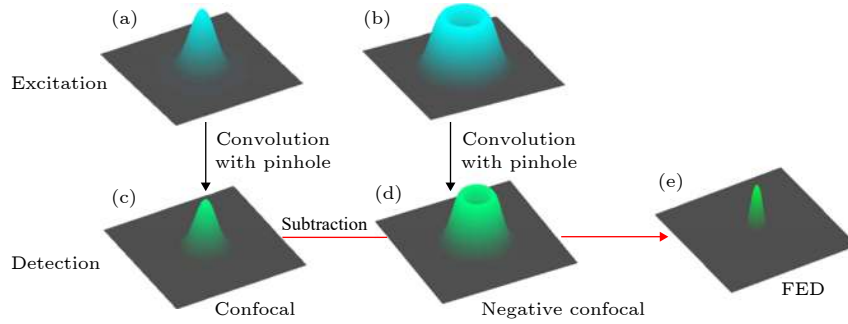 (a)
(b)
Excitation
Convolution
with pinhole
Convolution
with pinhole
(c)
(d)
(e)
Subtraction
Detection
Confocal
Negative confocal
FED